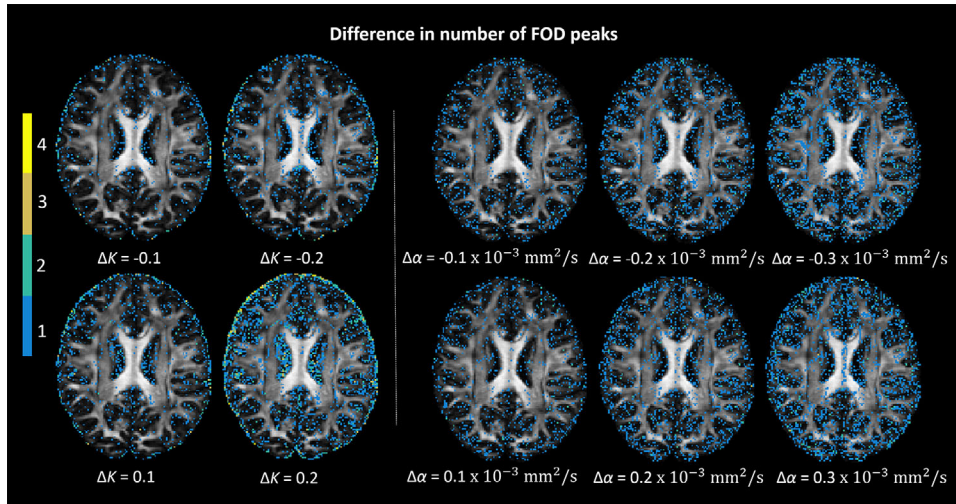 Difference in number of FOD peaks
4
3
2
1
ΔK = -0.1
ΔK = -0.2
Δα = -0.1 x 10⁻³ mm²/s
Δα = -0.2 x 10⁻³ mm²/s
Δα = -0.3 x 10⁻³ mm²/s
ΔK = 0.1
ΔK = 0.2
Δα = 0.1 x 10⁻³ mm²/s
Δα = 0.2 x 10⁻³ mm²/s
Δα = 0.3 x 10⁻³ mm²/s